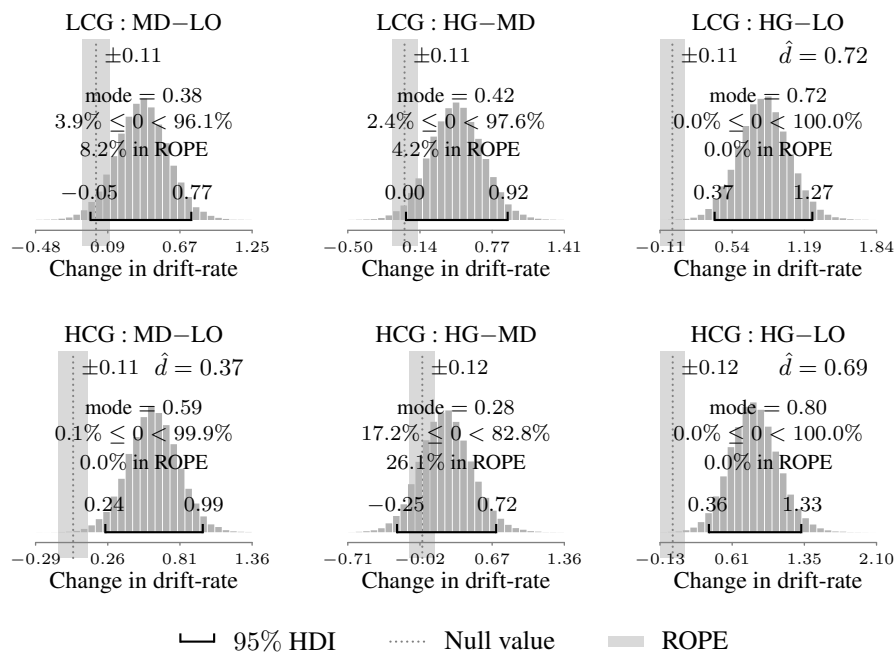 LCG : MD−LO
±0.11
mode = 0.38
3.9% ≤ 0 < 96.1%
8.2% in ROPE
−0.05 0.77
−0.48 0.09 0.67 1.25
Change in drift-rate
LCG : HG−MD
±0.11
mode = 0.42
2.4% ≤ 0 < 97.6%
4.2% in ROPE
0.00 0.92
−0.50 0.14 0.77 1.41
Change in drift-rate
LCG : HG−LO
±0.11 d̂ = 0.72
mode = 0.72
0.0% ≤ 0 < 100.0%
0.0% in ROPE
0.37 1.27
−0.11 0.54 1.19 1.84
Change in drift-rate
HCG : MD−LO
±0.11 d̂ = 0.37
mode = 0.59
0.1% ≤ 0 < 99.9%
0.0% in ROPE
0.24 0.99
−0.29 0.26 0.81 1.36
Change in drift-rate
HCG : HG−MD
±0.12
mode = 0.28
17.2% ≤ 0 < 82.8%
26.1% in ROPE
−0.25 0.72
−0.71 −0.02 0.67 1.36
Change in drift-rate
HCG : HG−LO
±0.12 d̂ = 0.69
mode = 0.80
0.0% ≤ 0 < 100.0%
0.0% in ROPE
0.36 1.33
−0.13 0.61 1.35 2.10
Change in drift-rate
95% HDI Null value ROPE